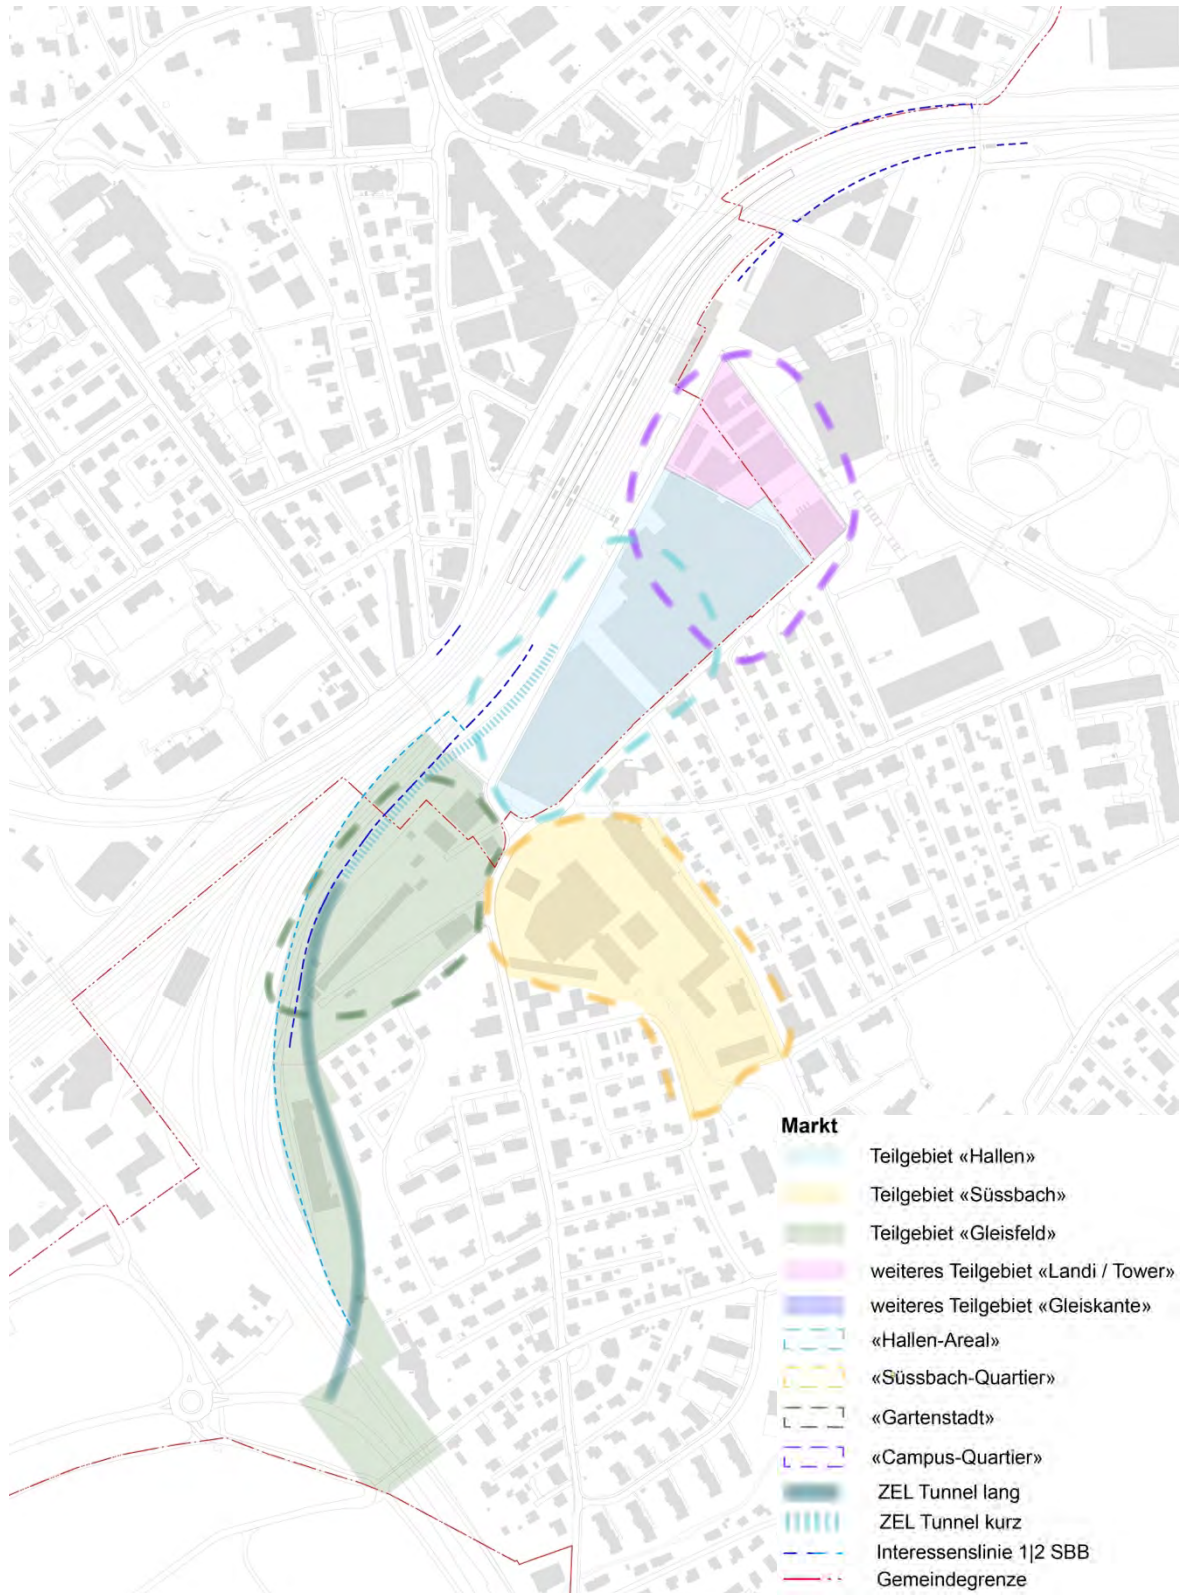 Markt
Teilgebiet «Hallen»
Teilgebiet «Süssbach»
Teilgebiet «Gleisfeld»
weiteres Teilgebiet «Landi / Tower»
weiteres Teilgebiet «Gleiskante»
«Hallen-Areal»
«Süssbach-Quartier»
«Gartenstadt»
«Campus-Quartier»
ZEL Tunnel lang
ZEL Tunnel kurz
Interessenslinie 1|2 SBB
Gemeindegrenze